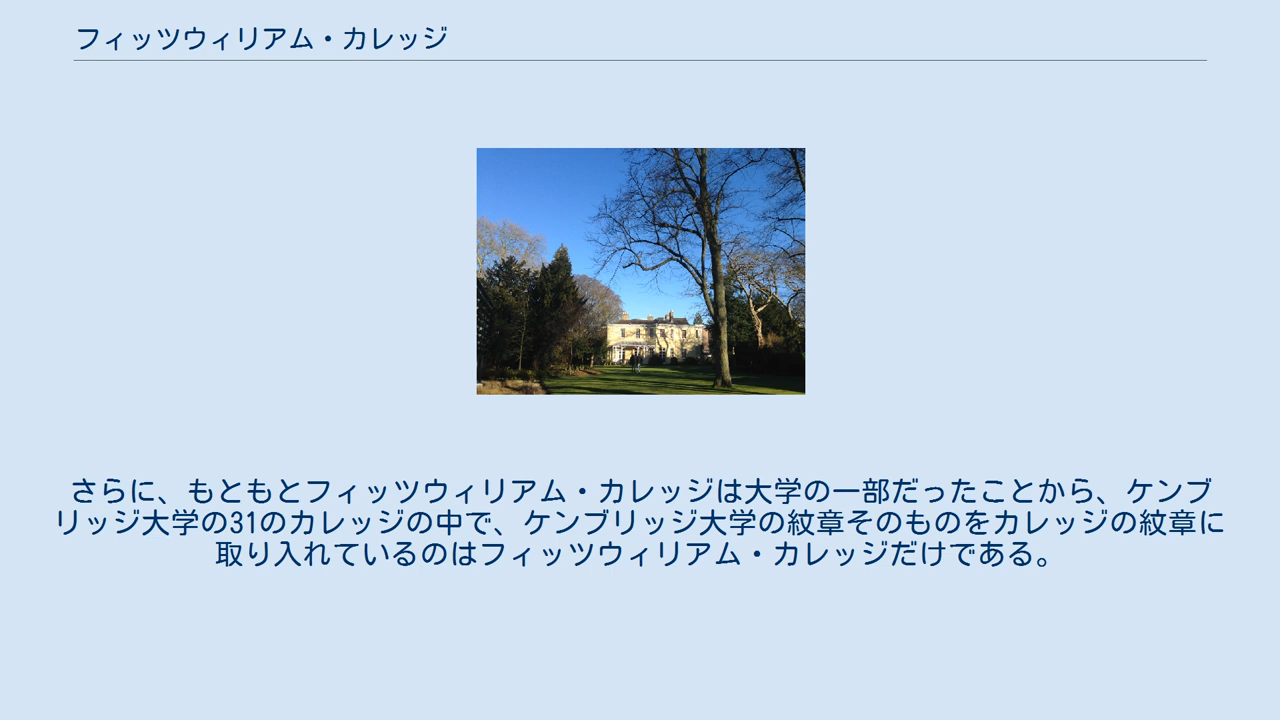 フィッツウィリアム・カレッジ
さらに、もともとフィッツウィリアム・カレッジは大学の一部だったことから、ケンブ
リッジ大学の31のカレッジの中で、ケンブリッジ大学の紋章そのものをカレッジの紋章に
取り入れているのはフィッツウィリアム・カレッジだけである。